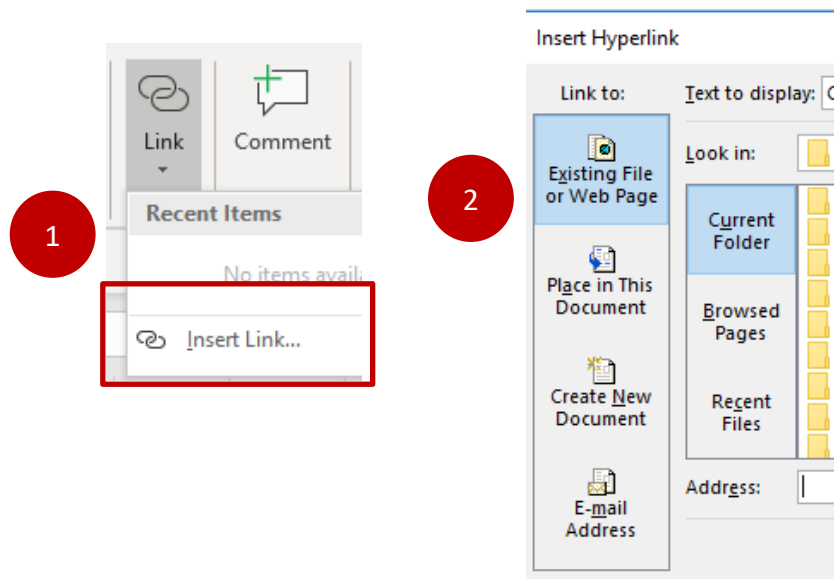 Link
Comment
Recent Items
No items avail
Insert Link...
1
2
Insert Hyperlink
Link to:
Text to display:
Existing File
or Web Page
Look in:
Current
Folder
Place in This
Document
Browsed
Pages
Create New
Document
Recent
Files
E-mail
Address
Address: